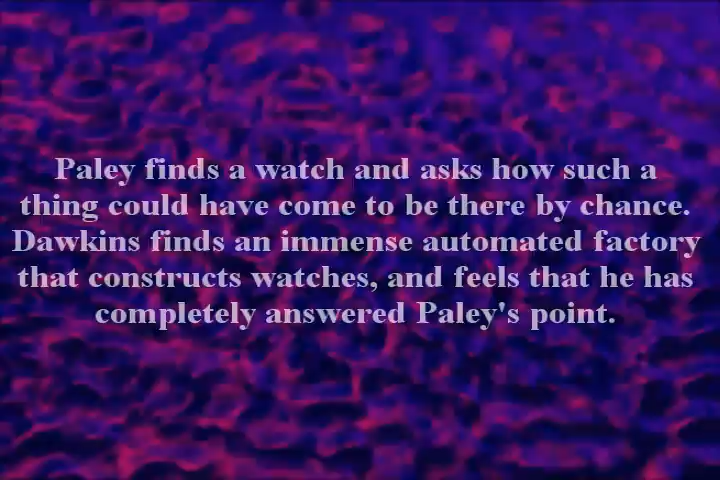 Paley finds a watch and asks how such a
thing could have come to be there by chance.
Dawkins finds an immense automated factory
that constructs watches, and feels that he has
completely answered Paley's point.